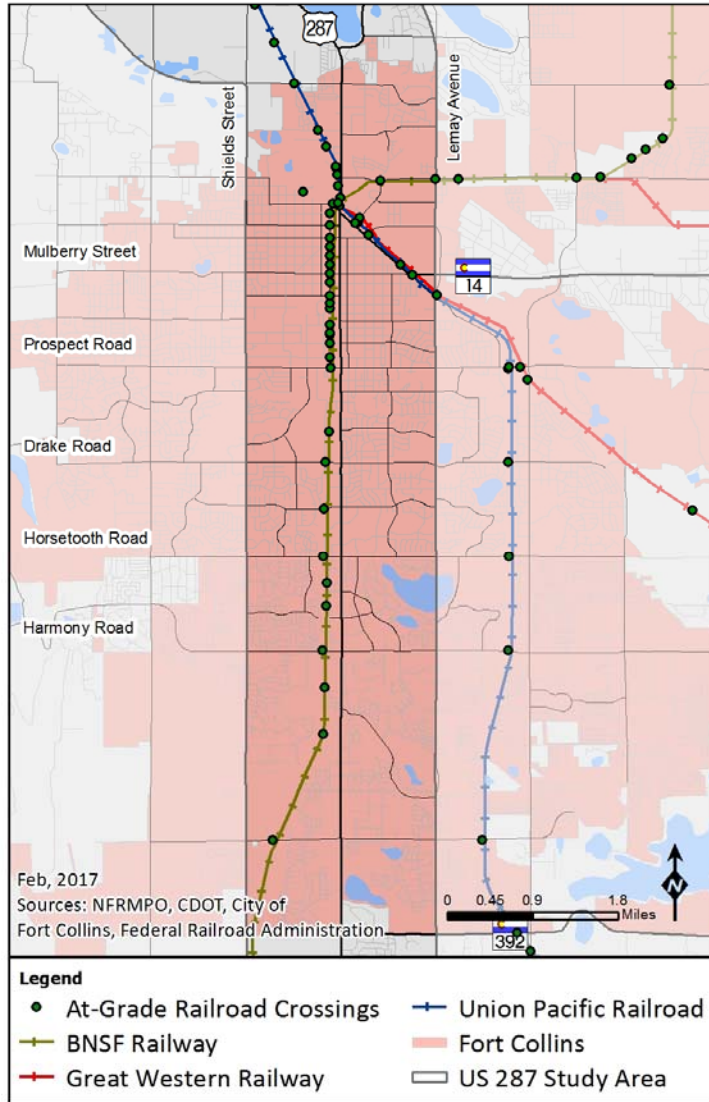 287
Shields Street
Lemay Avenue
Mulberry Street
14
Prospect Road
Drake Road
Horsetooth Road
Harmony Road
Feb, 2017
Sources: NFRMPO, CDOT, City of
Fort Collins, Federal Railroad Administration
0 0.45 0.9 1.8
Miles
N
392
Legend
At-Grade Railroad Crossings
BNSF Railway
Great Western Railway
Union Pacific Railroad
Fort Collins
US 287 Study Area